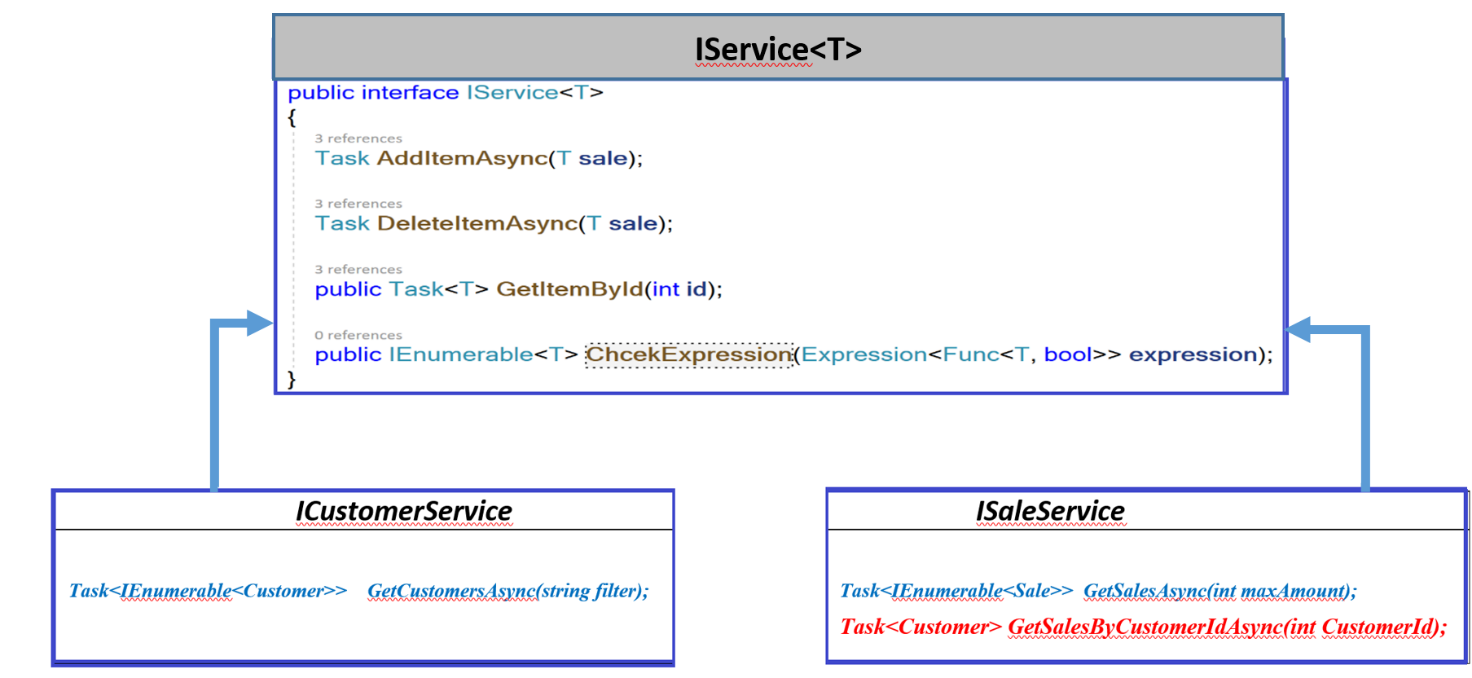 IService<T>
public interface IService<T>
{
3 references
Task AddItemAsync(T sale);
3 references
Task DeleteItemAsync(T sale);
3 references
public Task<T> GetItemById(int id);
0 references
public IEnumerable<T> ChcekExpression(Expression<Func<T, bool>> expression);
}
ICustomerService
Task<IEnumerable<Customer>> GetCustomersAsync(string filter);
ISaleService
Task<IEnumerable<Sale>> GetSalesAsync(int maxAmount);
Task<Customer> GetSalesByCustomerIdAsync(int CustomerId);